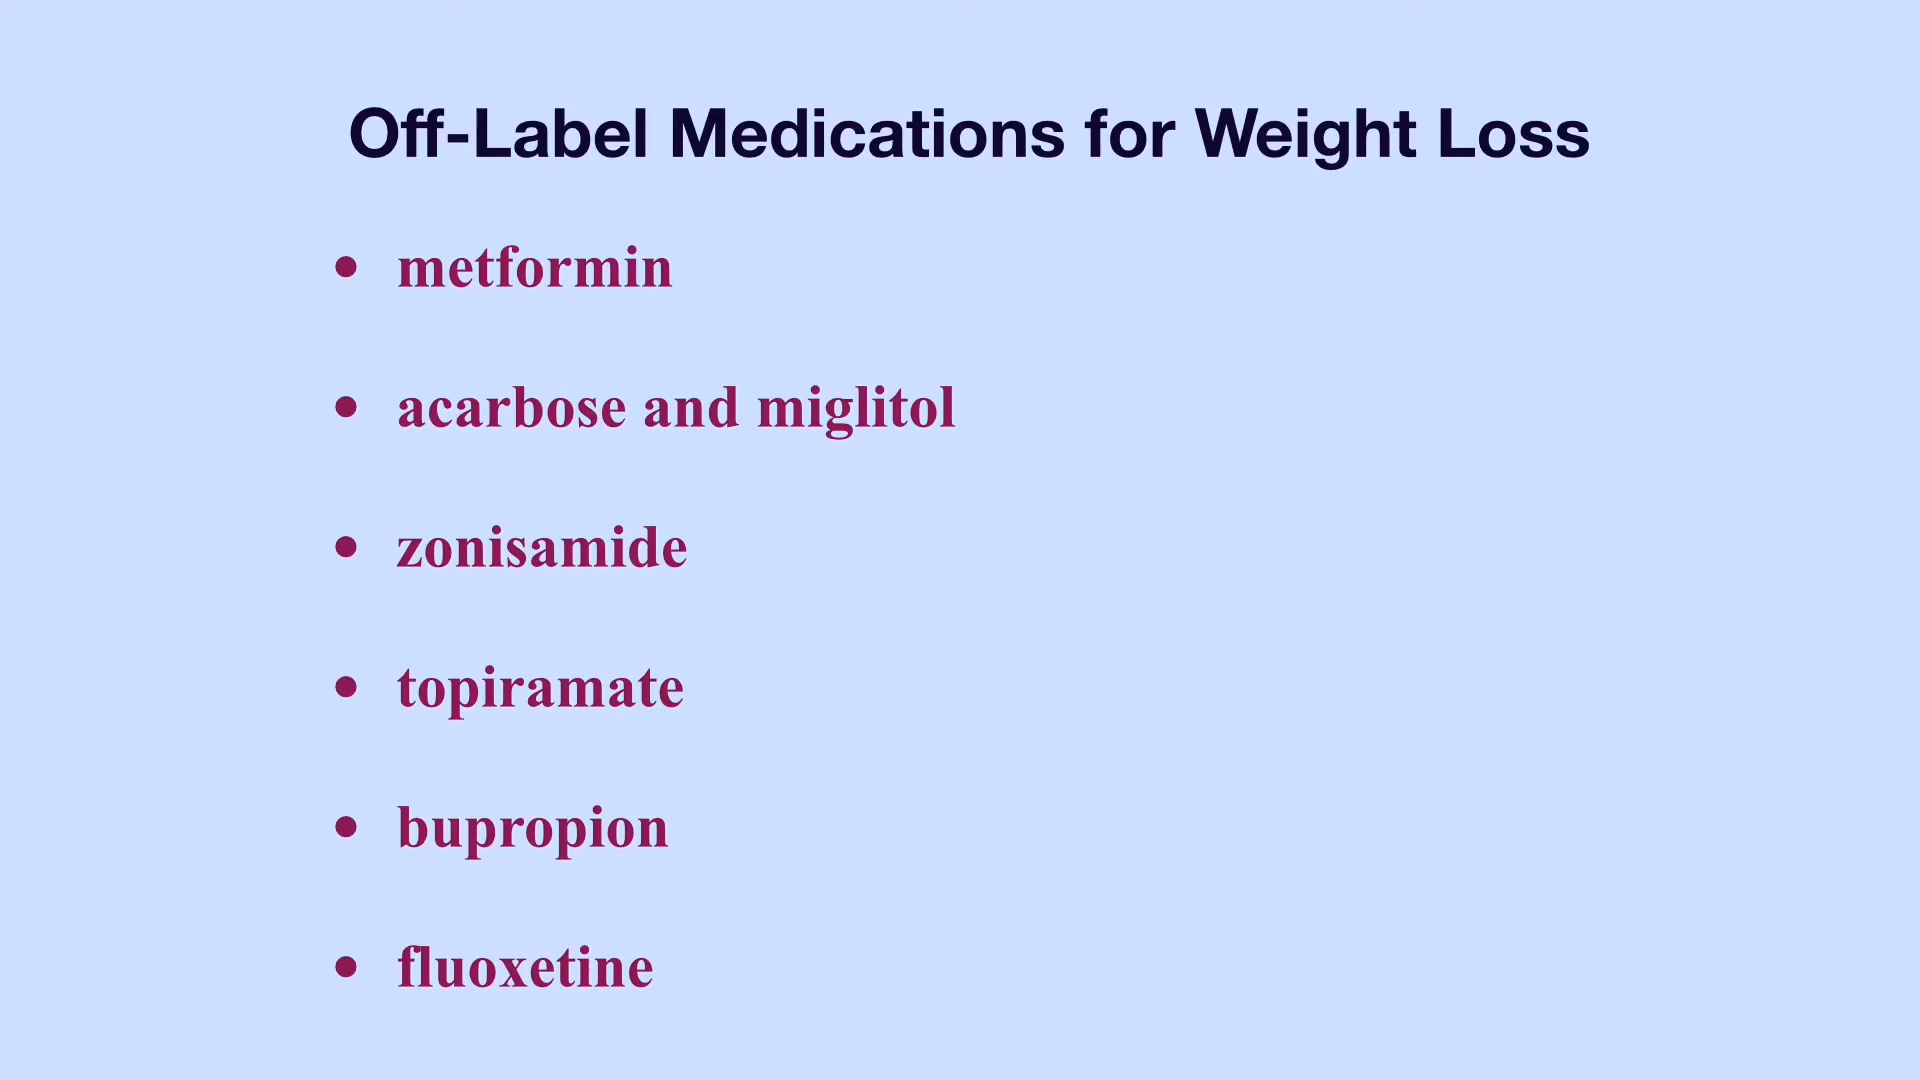 Off-Label Medications for Weight Loss
• metformin
• acarbose and miglitol
• zonisamide
• topiramate
• bupropion
• fluoxetine